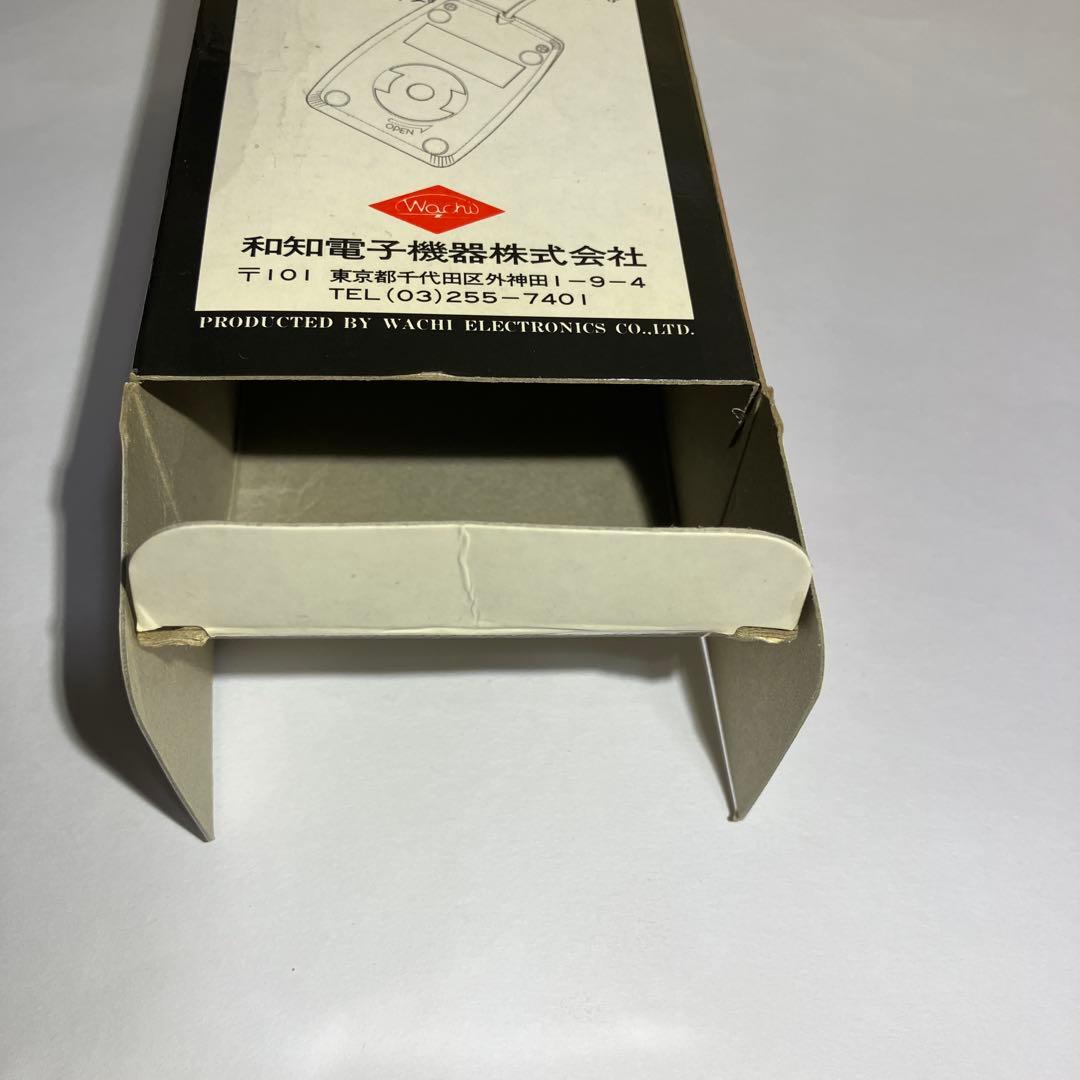 OPEN
Wachi
和知電子機器株式会社
〒101 東京都千代田区外神田1-9-4
TEL(03)255-7401
PRODUCTED BY WACHI ELECTRONICS CO.,LTD.